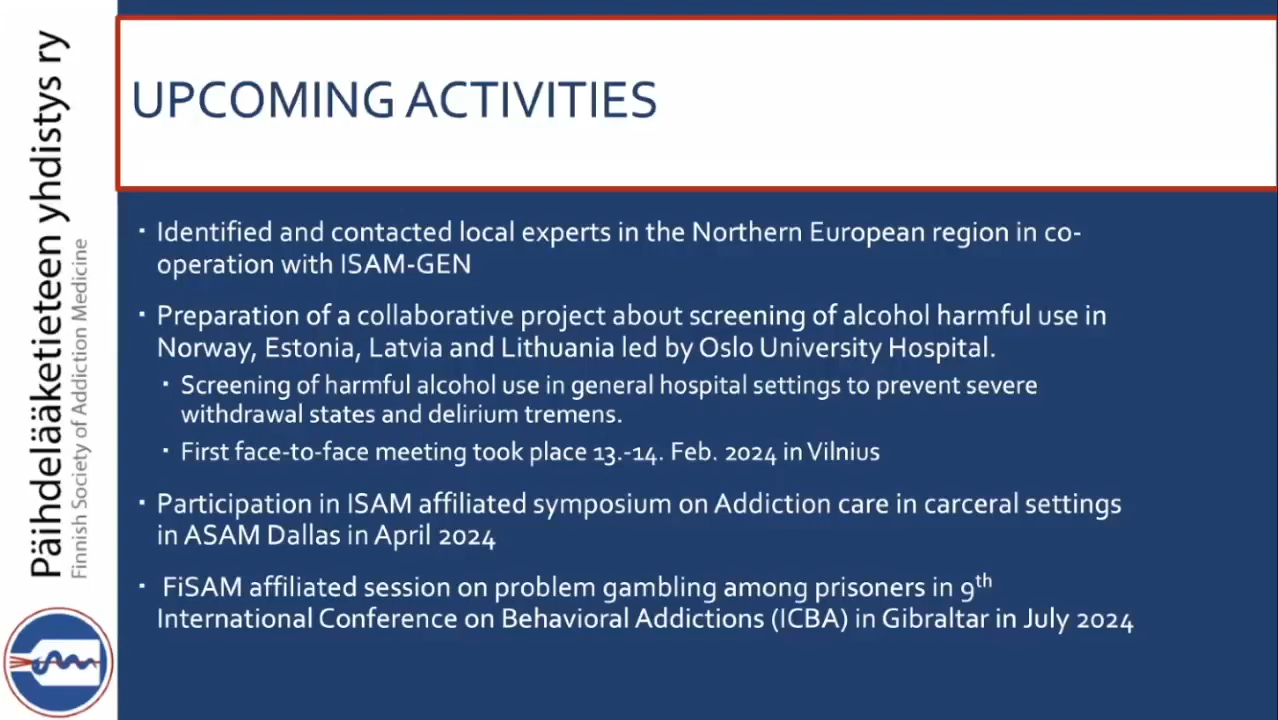 Päihdelääketieteen yhdistys ry
Finnish Society of Addiction Medicine
UPCOMING ACTIVITIES
▪ Identified and contacted local experts in the Northern European region in co-
operation with ISAM-GEN
▪ Preparation of a collaborative project about screening of alcohol harmful use in
Norway, Estonia, Latvia and Lithuania led by Oslo University Hospital.
▪ Screening of harmful alcohol use in general hospital settings to prevent severe
withdrawal states and delirium tremens.
▪ First face-to-face meeting took place 13.-14. Feb. 2024 in Vilnius
▪ Participation in ISAM affiliated symposium on Addiction care in carceral settings
in ASAM Dallas in April 2024
▪ FiSAM affiliated session on problem gambling among prisoners in 9th
International Conference on Behavioral Addictions (ICBA) in Gibraltar in July 2024